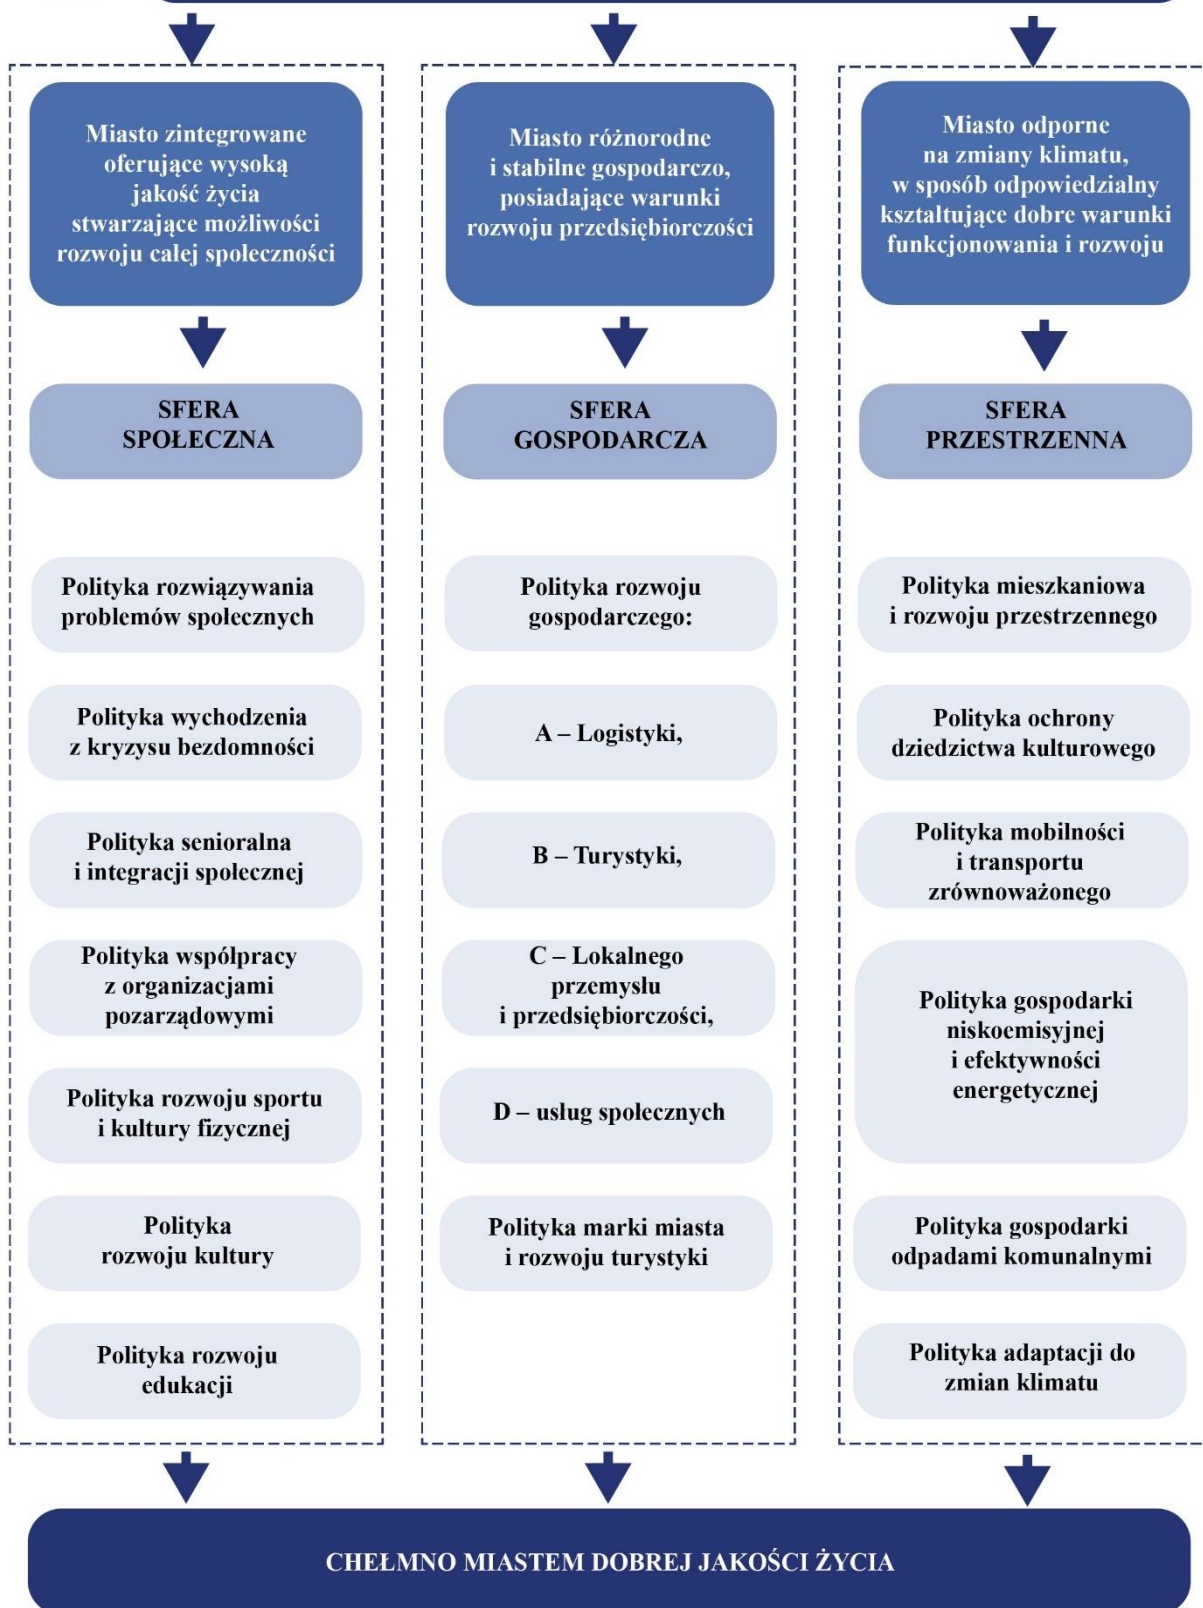 Miasto zintegrowane
oferujące wysoką
jakość życia
stwarzające możliwości
rozwoju całej społeczności
SFERA
SPOŁECZNA
Polityka rozwiązywania
problemów społecznych
Polityka wychodzenia
z kryzysu bezdomności
Polityka senioralna
i integracji społecznej
Polityka współpracy
z organizacjami
pozarządowymi
Polityka rozwoju sportu
i kultury fizycznej
Polityka
rozwoju kultury
Polityka rozwoju
edukacji
Miasto różnorodne
i stabilne gospodarczo,
posiadające warunki
rozwoju przedsiębiorczości
SFERA
GOSPODARCZA
Polityka rozwoju
gospodarczego:
A – Logistyki,
B – Turystyki,
C – Lokalnego
przemysłu
i przedsiębiorczości,
D – usług społecznych
Polityka marki miasta
i rozwoju turystyki
Miasto odporne
na zmiany klimatu,
w sposób odpowiedzialny
kształtujące dobre warunki
funkcjonowania i rozwoju
SFERA
PRZESTRZENNA
Polityka mieszkaniowa
i rozwoju przestrzennego
Polityka ochrony
dziedzictwa kulturowego
Polityka mobilności
i transportu
zrównoważonego
Polityka gospodarki
niskoemisyjnej
i efektywności
energetycznej
Polityka gospodarki
odpadami komunalnymi
Polityka adaptacji do
zmian klimatu
CHEŁMNO MIASTEM DOBREJ JAKOŚCI ŻYCIA